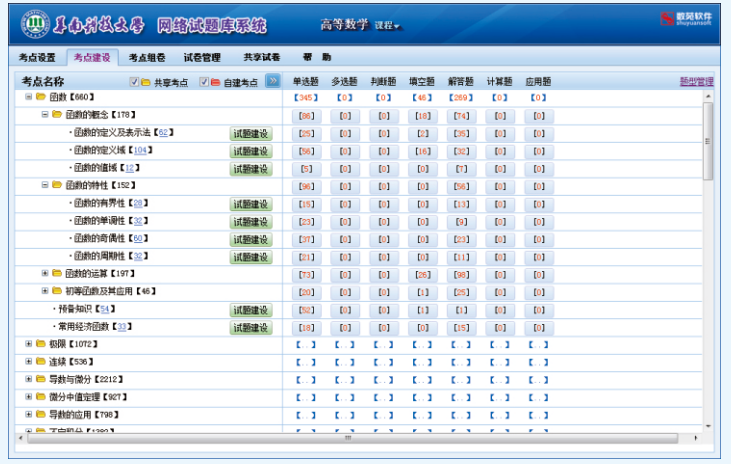 网络试题库系统 高等数学 课程
数苑软件
shuyuansoft
考点设置 考点建设 考点组卷 试卷管理 共享试卷 帮 助
考点名称 共享考点 自建考点 单选题 多选题 判断题 填空题 解答题 计算题 应用题 题型管理
函数【660】 【345】 【0】 【0】 【46】 【269】 【0】 【0】
函数的概念【178】 [86] [0] [0] [18] [74] [0] [0]
·函数的定义及表示法【62】 试题建设 [25] [0] [0] [2] [35] [0] [0]
·函数的定义域【104】 试题建设 [56] [0] [0] [16] [32] [0] [0]
·函数的值域【12】 试题建设 [5] [0] [0] [0] [7] [0] [0]
函数的特性【152】 [96] [0] [0] [0] [56] [0] [0]
·函数的有界性【28】 试题建设 [15] [0] [0] [0] [13] [0] [0]
·函数的单调性【32】 试题建设 [23] [0] [0] [0] [9] [0] [0]
·函数的奇偶性【60】 试题建设 [37] [0] [0] [0] [23] [0] [0]
·函数的周期性【32】 试题建设 [21] [0] [0] [0] [11] [0] [0]
函数的运算【197】 [73] [0] [0] [26] [98] [0] [0]
初等函数及其应用【46】 [20] [0] [0] [1] [25] [0] [0]
·预备知识【54】 试题建设 [52] [0] [0] [1] [1] [0] [0]
·常用经济函数【33】 试题建设 [18] [0] [0] [0] [15] [0] [0]
极限【1072】 【..】 【..】 【..】 【..】 【..】 【..】 【..】
连续【536】 【..】 【..】 【..】 【..】 【..】 【..】 【..】
导数与微分【2212】 【..】 【..】 【..】 【..】 【..】 【..】 【..】
微分中值定理【927】 【..】 【..】 【..】 【..】 【..】 【..】 【..】
导数的应用【798】 【..】 【..】 【..】 【..】 【..】 【..】 【..】